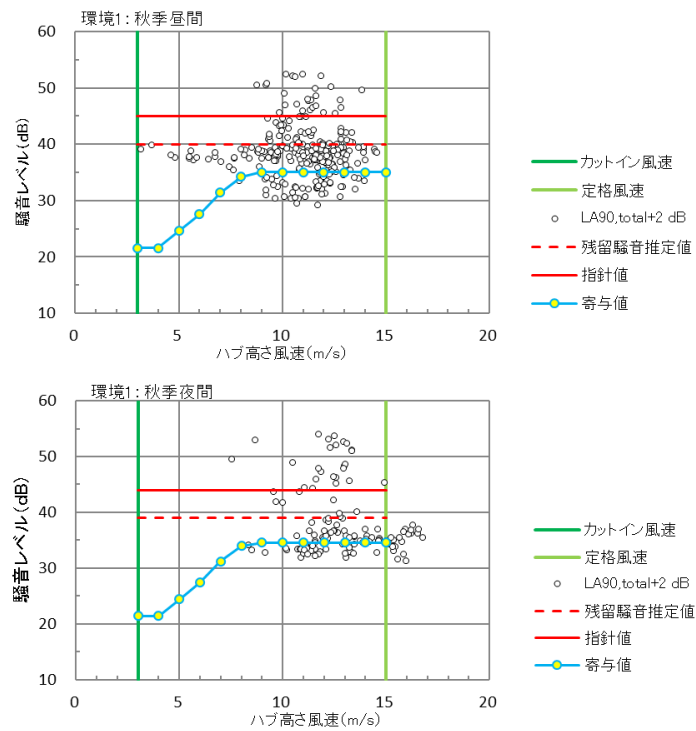 環境1：秋季昼間
60
50
40
30
20
10
騒音レベル(dB)
0 5 10 15 20
ハブ高さ風速(m/s)
カットイン風速
定格風速
LA90,total+2 dB
残留騒音推定値
指針値
寄与値
環境1：秋季夜間
60
50
40
30
20
10
騒音レベル(dB)
0 5 10 15 20
ハブ高さ風速(m/s)
カットイン風速
定格風速
LA90,total+2 dB
残留騒音推定値
指針値
寄与値